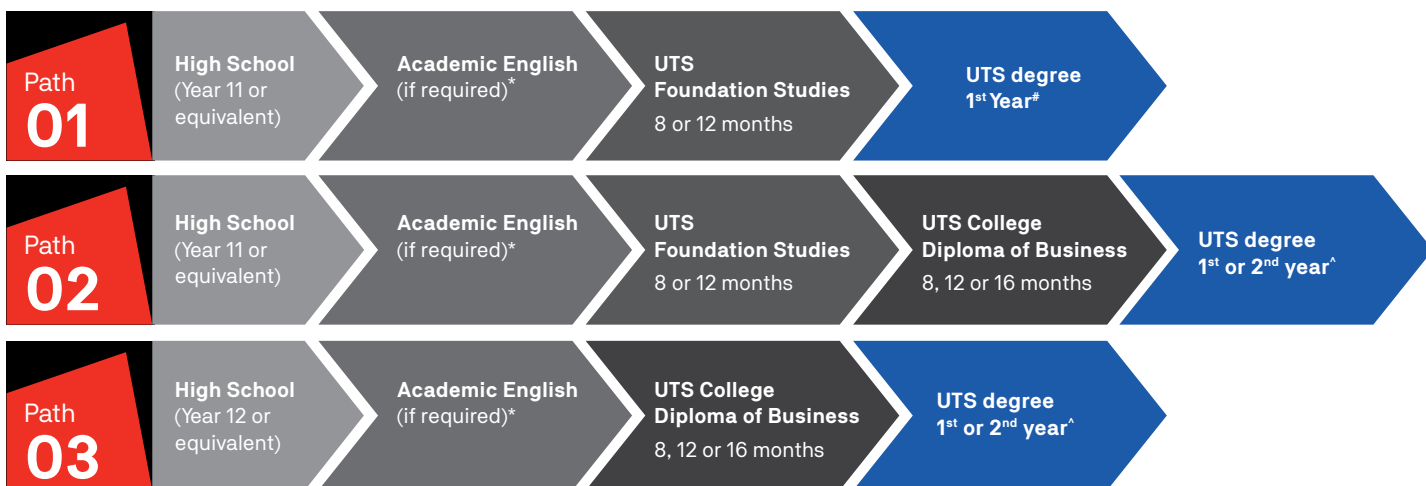 Path
01
High School
(Year 11 or
equivalent)
Academic English
(if required)*
UTS
Foundation Studies
8 or 12 months
UTS degree
1st Year#
Path
02
High School
(Year 11 or
equivalent)
Academic English
(if required)*
UTS
Foundation Studies
8 or 12 months
UTS College
Diploma of Business
8, 12 or 16 months
UTS degree
1st or 2nd year^
Path
03
High School
(Year 12 or
equivalent)
Academic English
(if required)*
UTS College
Diploma of Business
8, 12 or 16 months
UTS degree
1st or 2nd year^